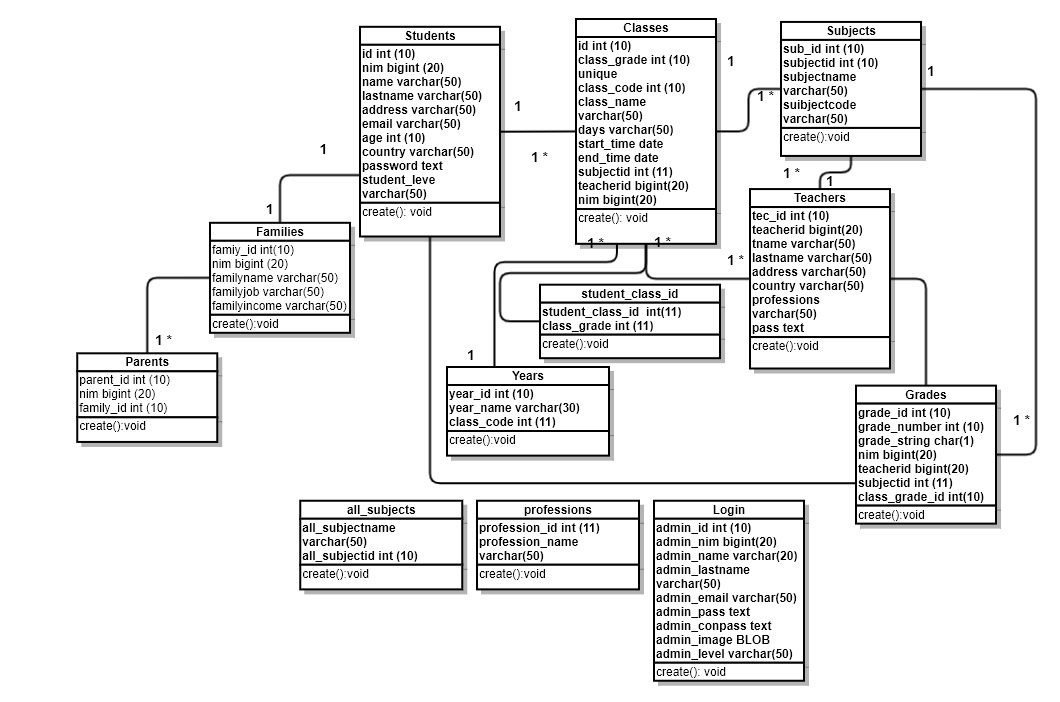 Students
id int (10)
nim bigint (20)
name varchar(50)
lastname varchar(50)
address varchar(50)
email varchar(50)
age int (10)
country varchar(50)
password text
student_leve
varchar(50)
create(): void
Classes
id int (10)
class_grade int (10)
unique
class_code int (10)
class_name
varchar(50)
days varchar(50)
start_time date
end_time date
subjectid int (11)
teacherid bigint(20)
nim bigint(20)
create(): void
Subjects
sub_id int (10)
subjectid int (10)
subjectname
varchar(50)
suibjectcode
varchar(50)
create():void
1
1 *
1
1 *
1
1
1
1 *
1
Families
famiy_id int(10)
nim bigint (20)
familyname varchar(50)
familyjob varchar(50)
familyincome varchar(50)
create():void
Teachers
tec_id int (10)
teacherid bigint(20)
tname varchar(50)
lastname varchar(50)
address varchar(50)
country varchar(50)
professions
varchar(50)
pass text
create():void
1 *
1 *
1 *
student_class_id
student_class_id  int(11)
class_grade int (11)
create():void
1 *
Parents
parent_id int (10)
nim bigint (20)
family_id int (10)
create():void
1
Years
year_id int (10)
year_name varchar(30)
class_code int (11)
create():void
Grades
grade_id int (10)
grade_number int (10)
grade_string char(1)
nim bigint(20)
teacherid bigint(20)
subjectid int (11)
class_grade_id int(10)
create():void
1 *
all_subjects
all_subjectname
varchar(50)
all_subjectid int (10)
create():void
professions
profession_id int (11)
profession_name
varchar(50)
create():void
Login
admin_id int (10)
admin_nim bigint(20)
admin_name varchar(20)
admin_lastname
varchar(50)
admin_email varchar(50)
admin_pass text
admin_conpass text
admin_image BLOB
admin_level varchar(50)
create(): void